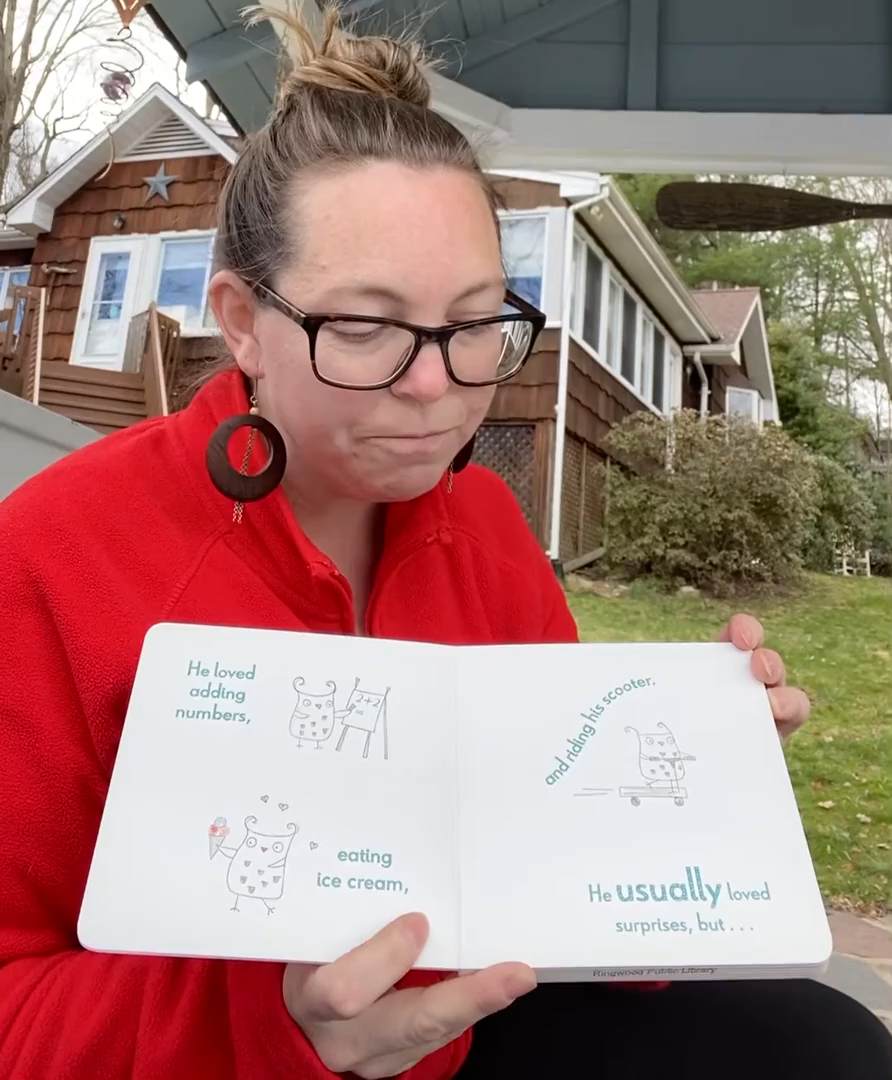 He loved
adding
numbers,
2+2
=
eating
ice cream,
and riding his scooter.
He usually loved
surprises, but . . .
Ringwood Public Library